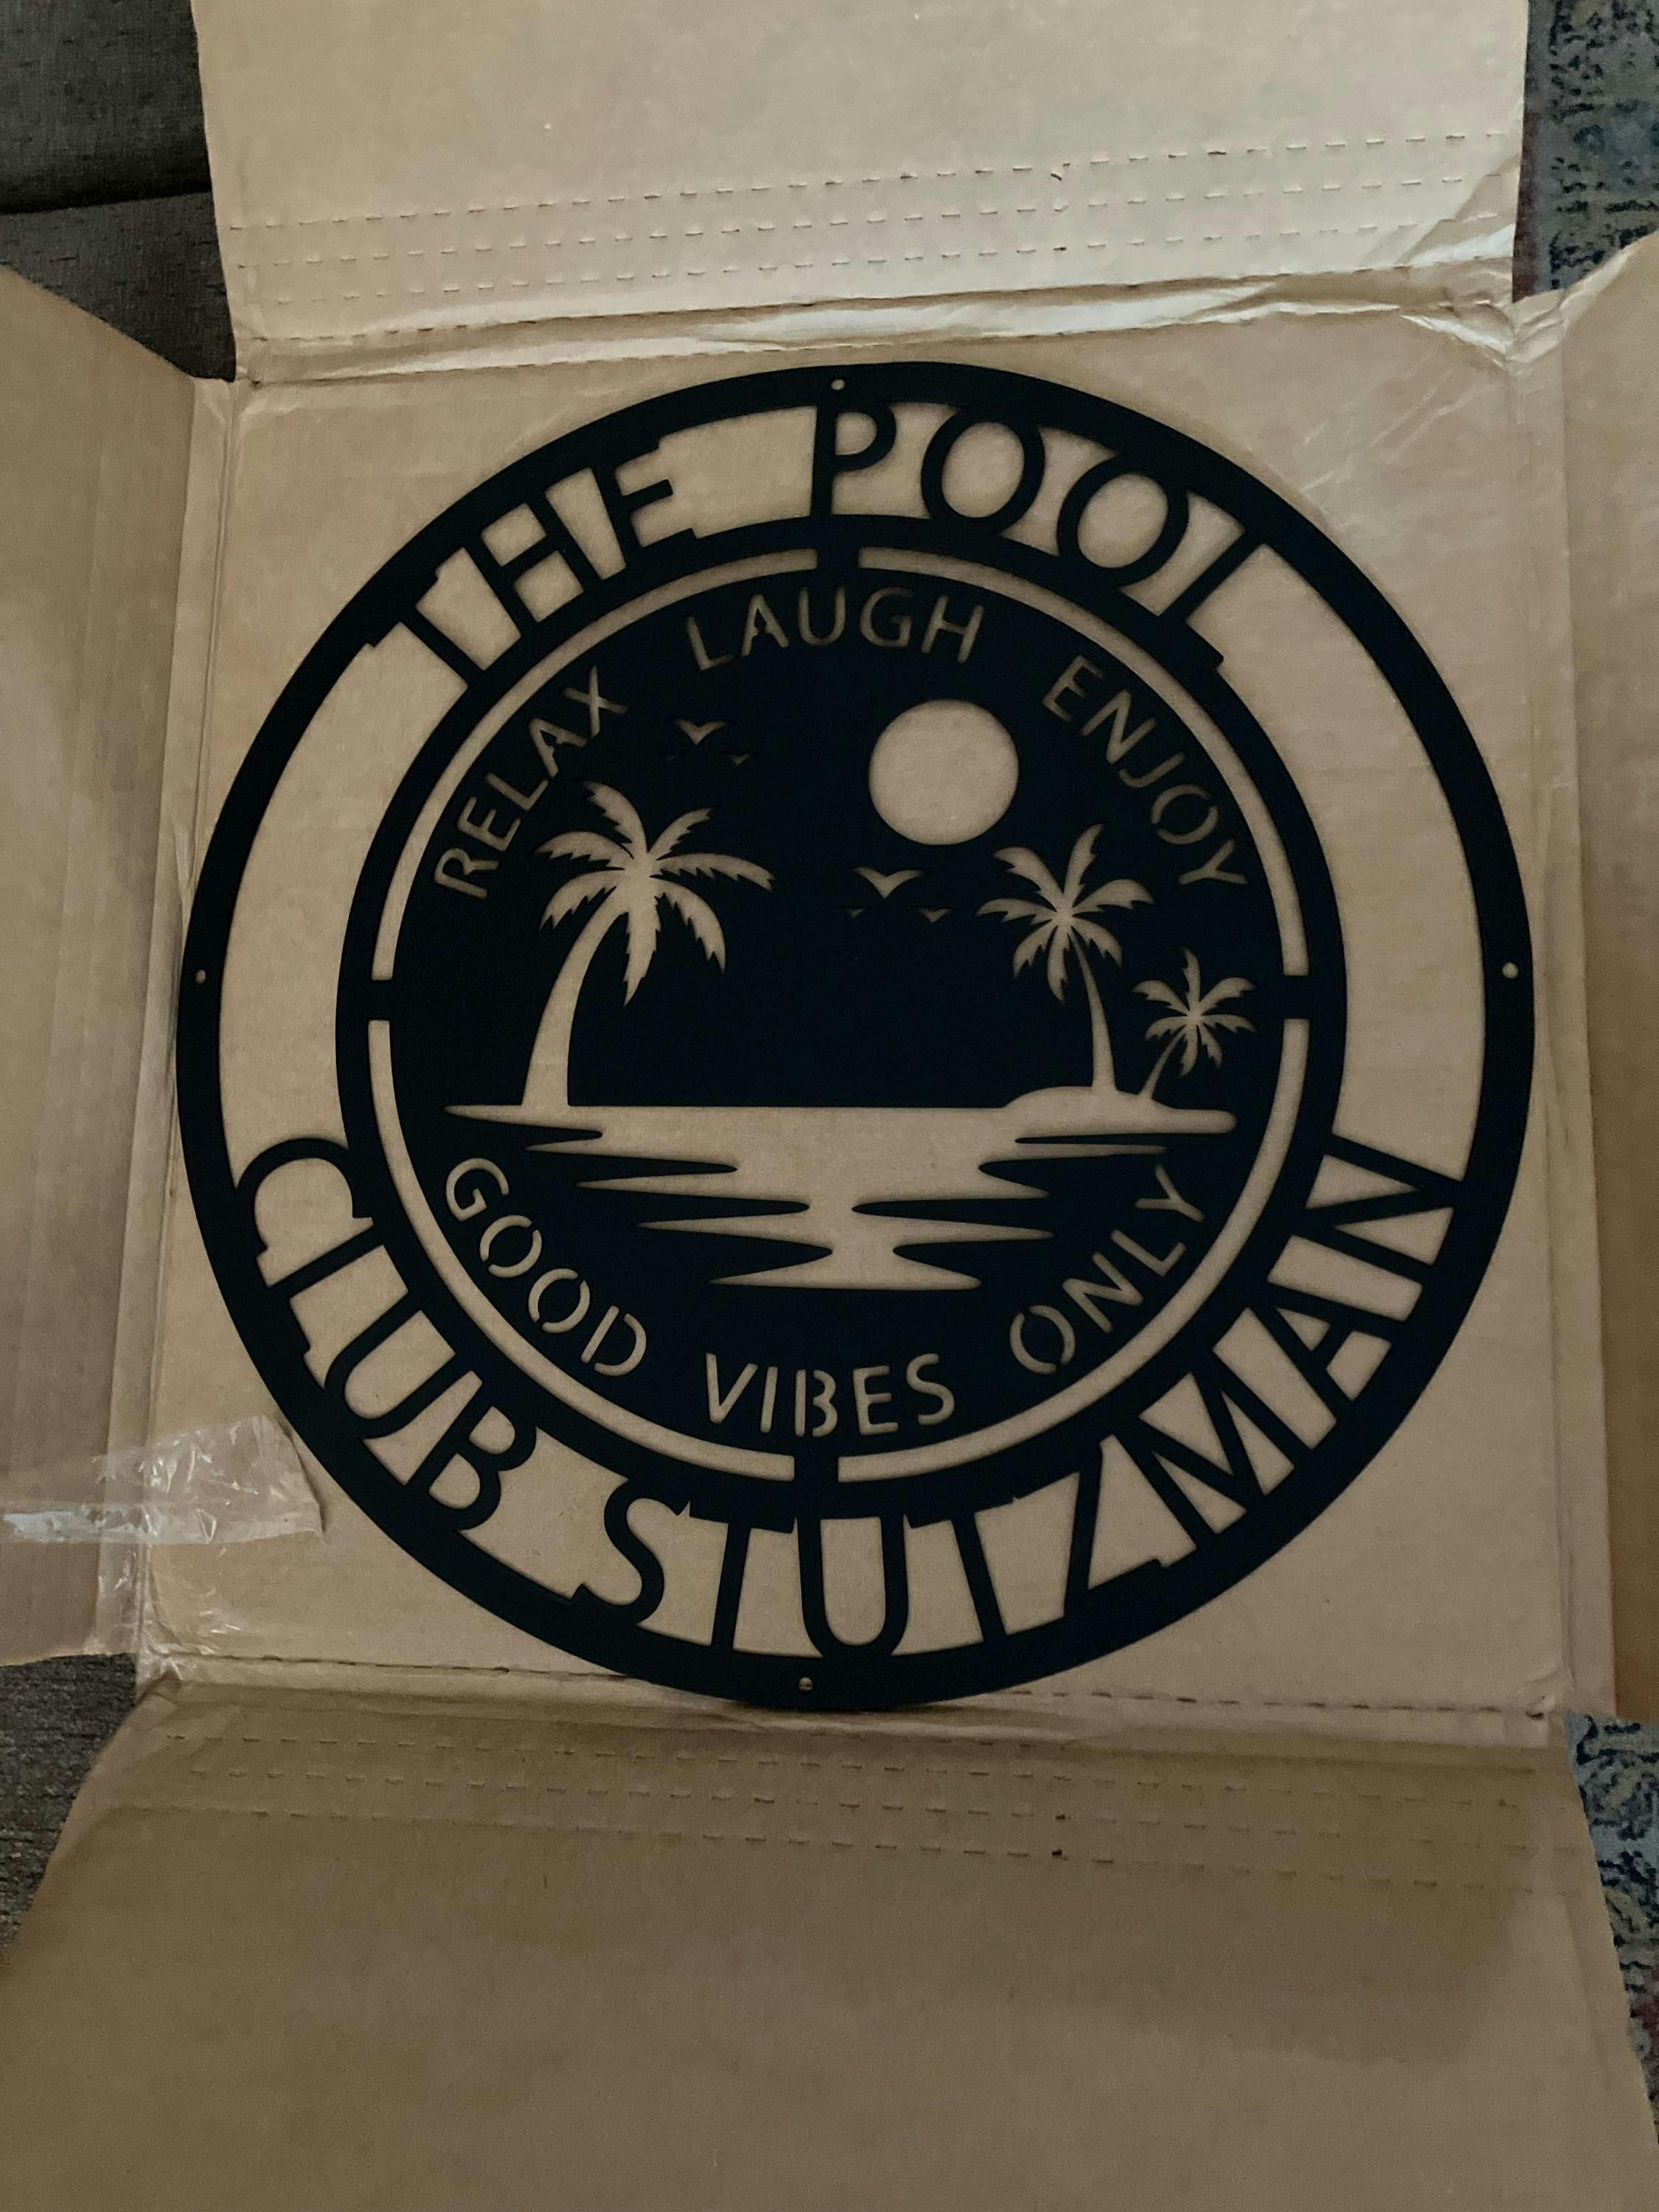 THE POOL
RELAX LAUGH ENJOY
GOOD VIBES ONLY
CLUB STUTZMAN